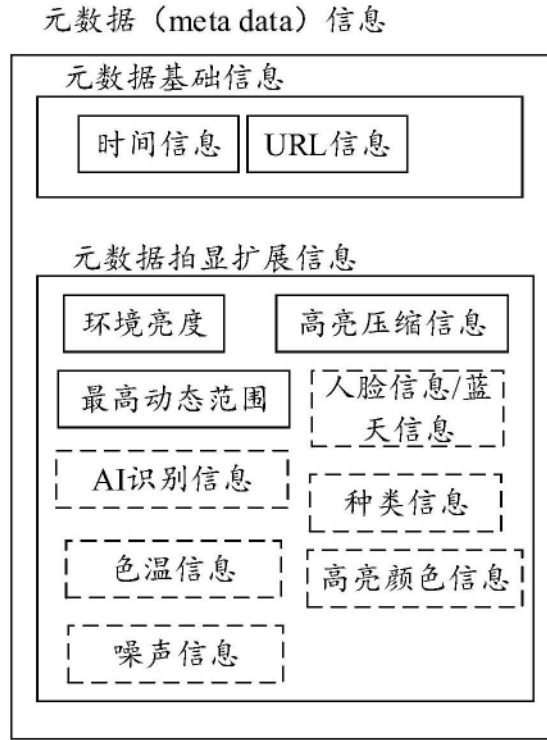 元数据（meta data）信息
元数据基础信息
时间信息
URL信息
元数据拍显扩展信息
环境亮度
高亮压缩信息
最高动态范围
人脸信息/蓝
天信息
AI识别信息
种类信息
色温信息
高亮颜色信息
噪声信息